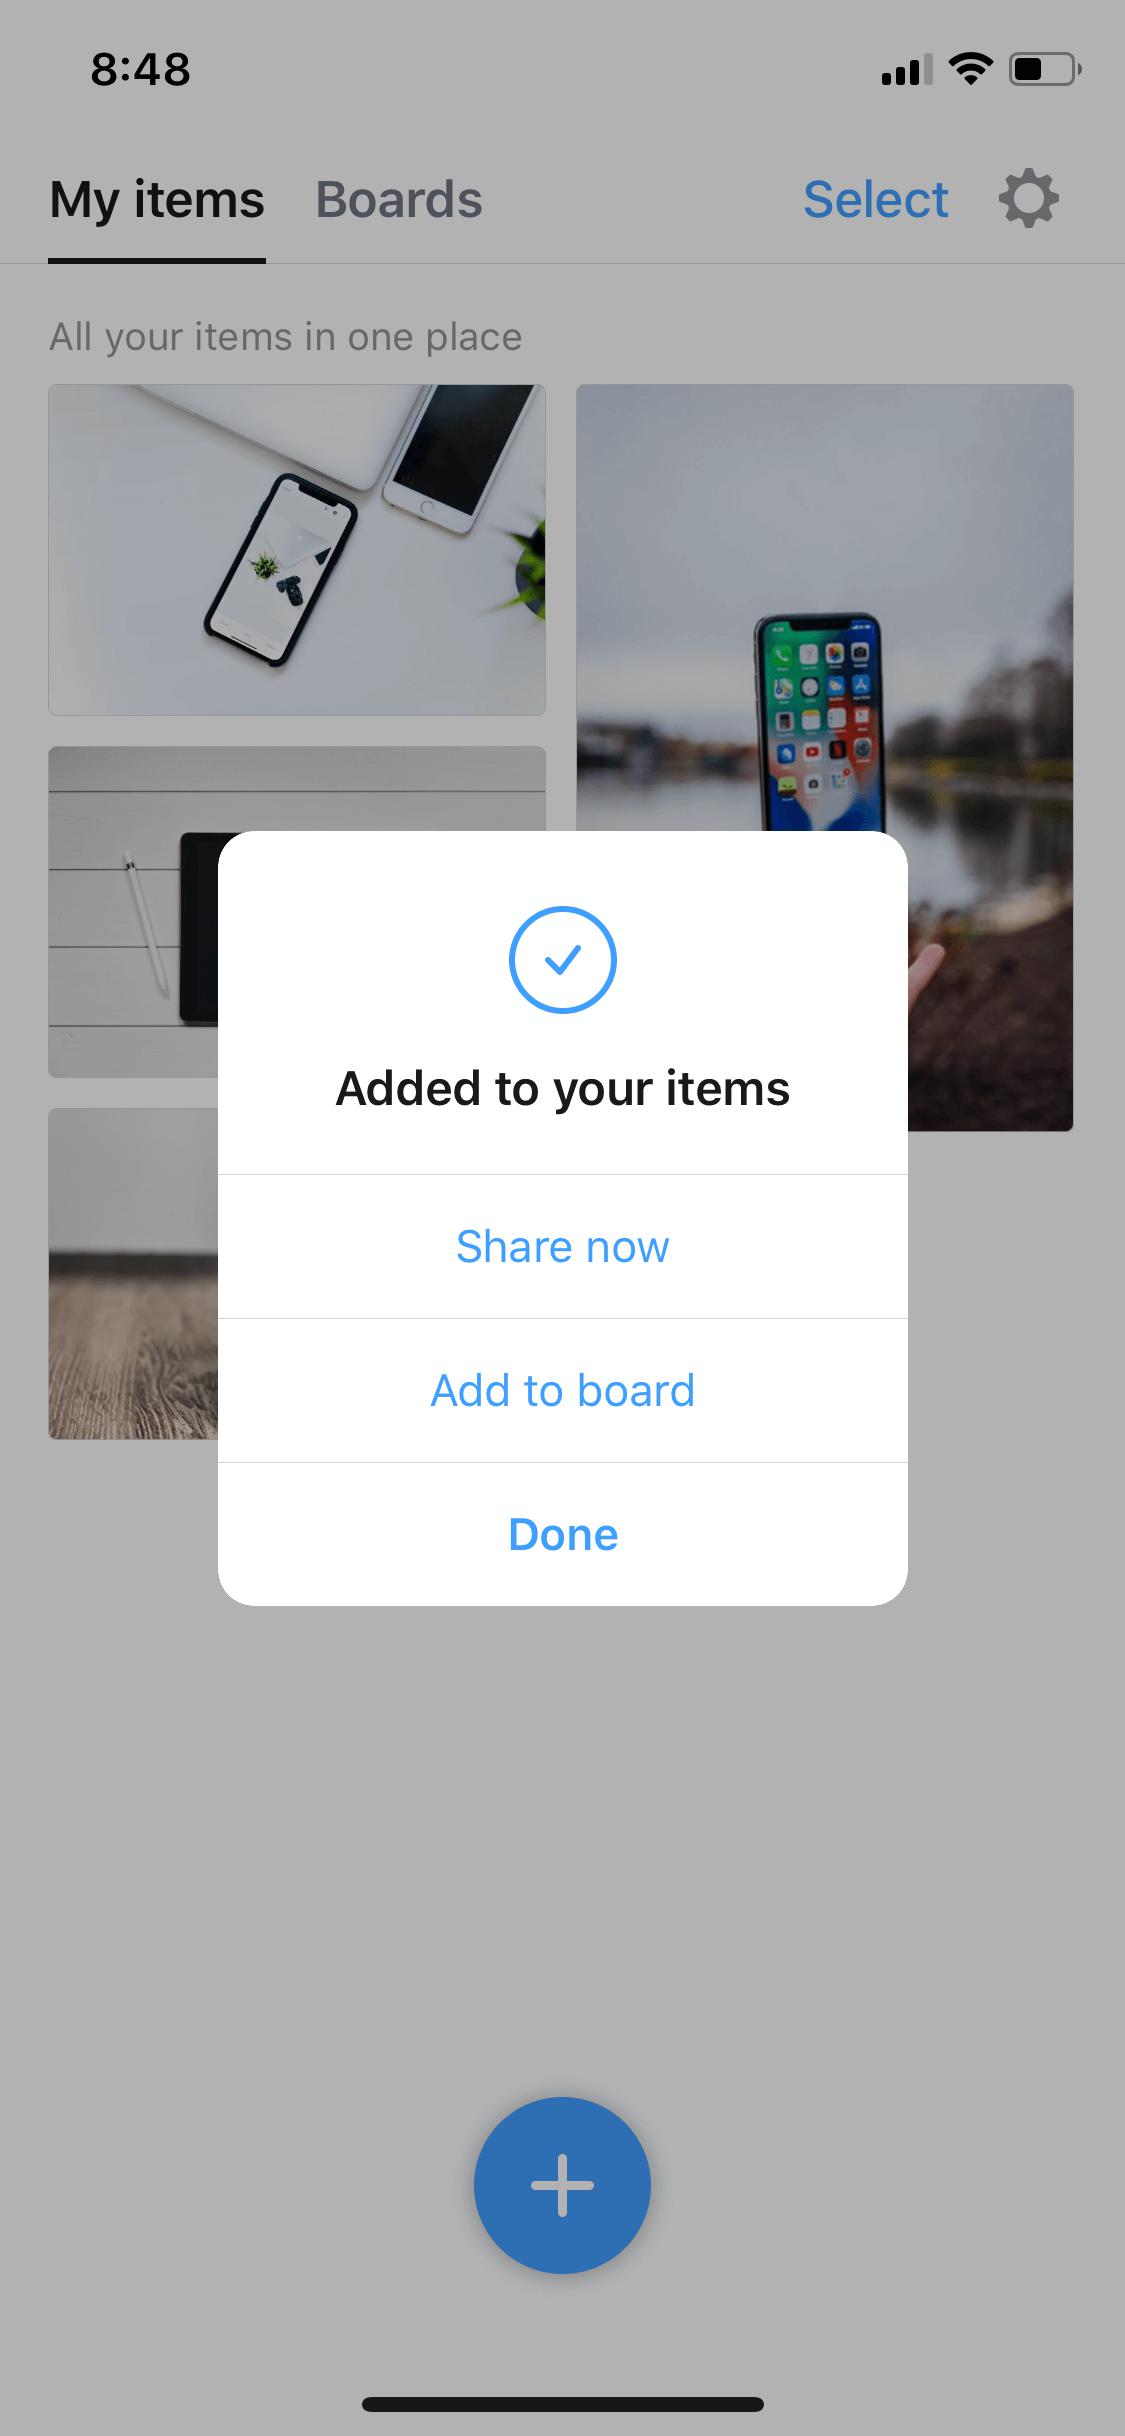 8:48
My items
Boards
Select
All your items in one place
Added to your items
Share now
Add to board
Done